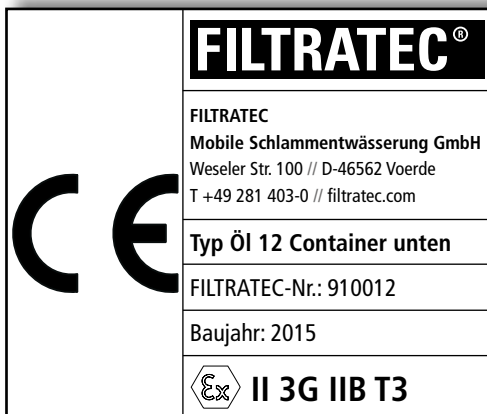 FILTRATEC®
FILTRATEC
Mobile Schlammentwässerung GmbH
Weseler Str. 100 // D-46562 Voerde
T +49 281 403-0 // filtratec.com
CE
Typ Öl 12 Container unten
FILTRATEC-Nr.: 910012
Baujahr: 2015
Ex II 3G IIB T3